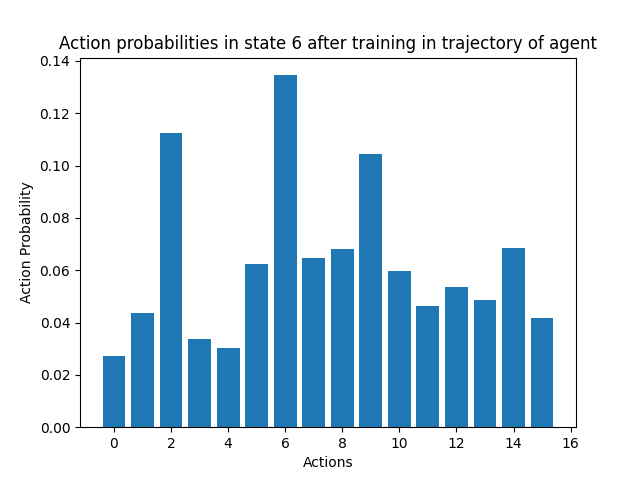 Action probabilities in state 6 after training in trajectory of agent
0.14
0.12
0.10
0.08
0.06
0.04
0.02
0.00
Action Probability
0 2 4 6 8 10 12 14 16
Actions